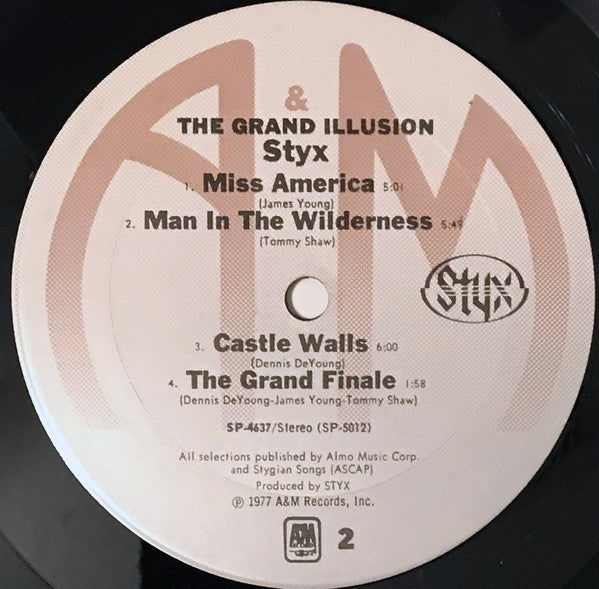 A & M
THE GRAND ILLUSION
Styx
1. Miss America 5:01
(James Young)
2. Man In The Wilderness 5:49
(Tommy Shaw)
Styx
3. Castle Walls 6:00
(Dennis DeYoung)
4. The Grand Finale 1:58
(Dennis DeYoung-James Young-Tommy Shaw)
SP-4637/Stereo (SP-5012)
All selections published by Almo Music Corp.
and Stygian Songs (ASCAP)
Produced by STYX
℗ 1977 A&M Records, Inc.
A&M
2